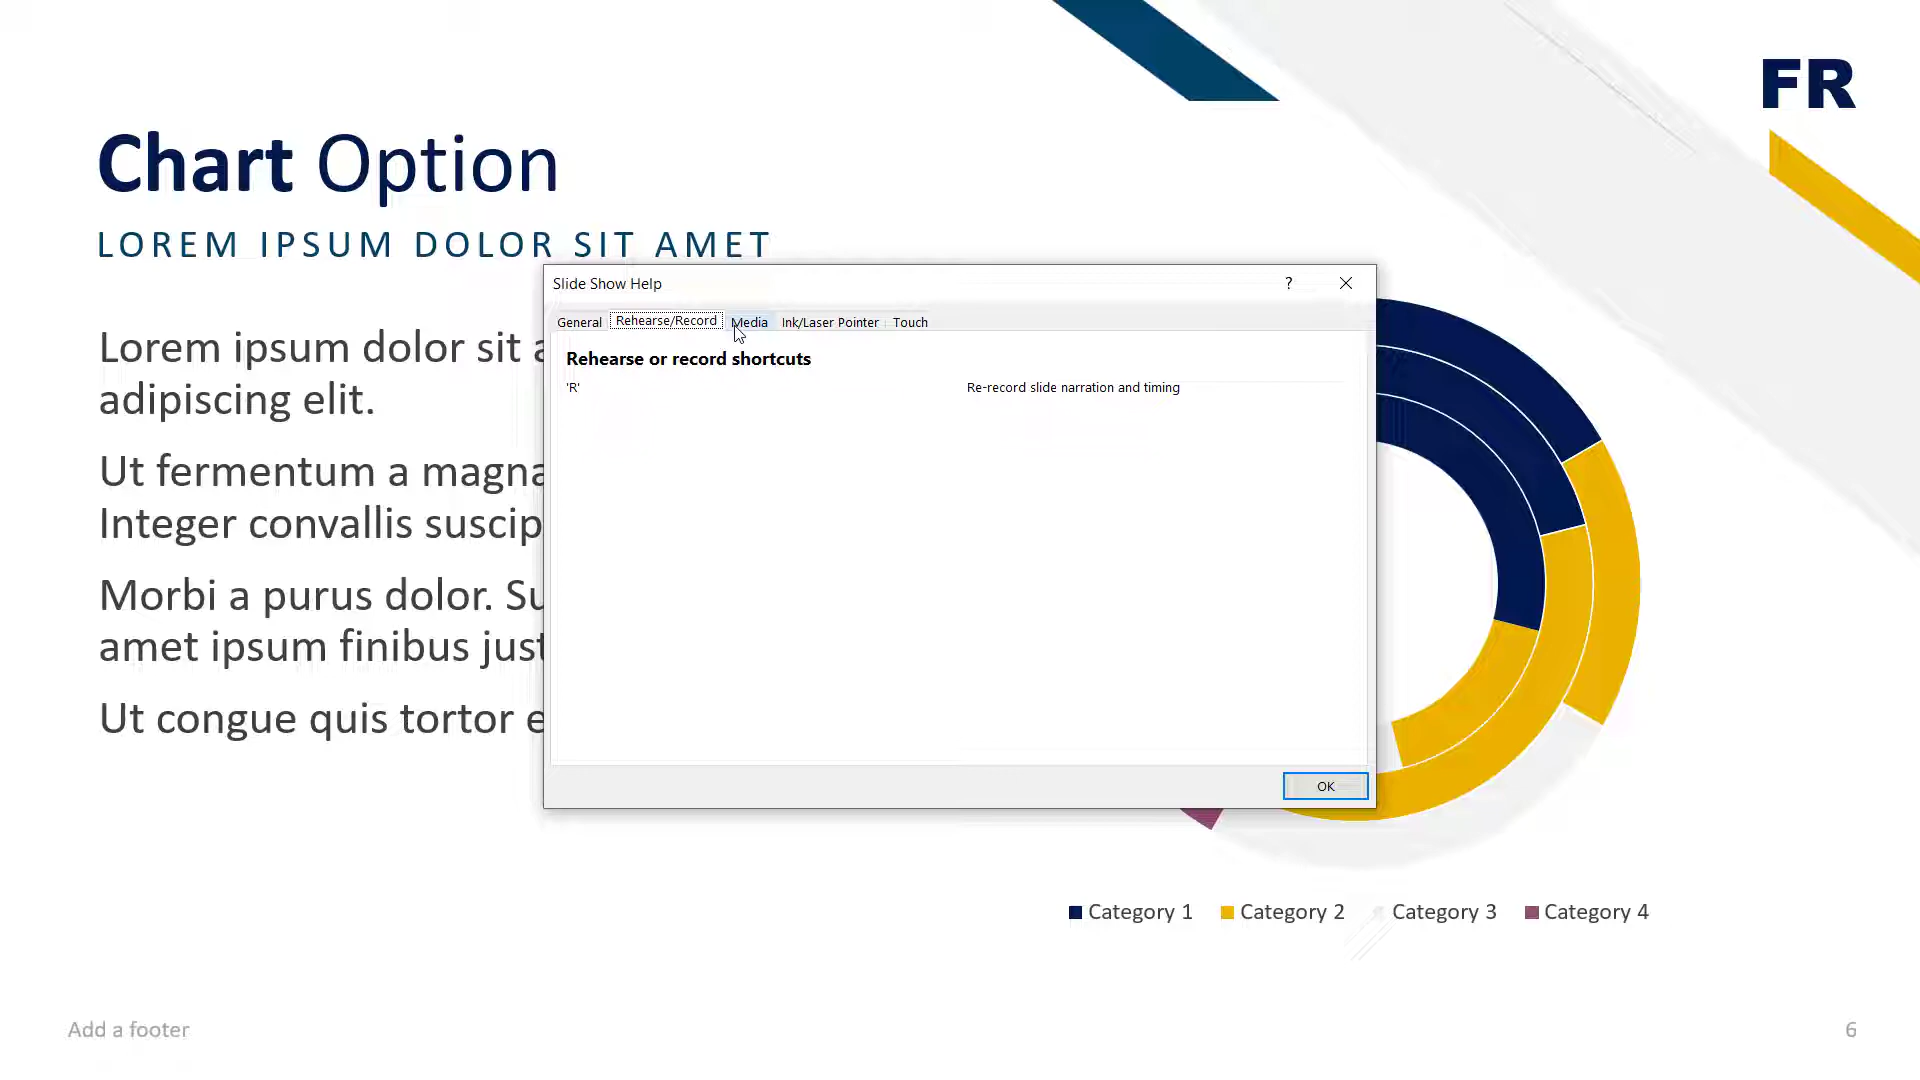 FR
Chart Option
LOREM IPSUM DOLOR SIT AMET
Slide Show Help
?
General Rehearse/Record Media Ink/Laser Pointer Touch
Rehearse or record shortcuts
'R' Re-record slide narration and timing
OK
Lorem ipsum dolor sit
adipiscing elit.
Ut fermentum a magna
Integer convallis suscip
Morbi a purus dolor. Su
amet ipsum finibus just
Ut congue quis tortor e
Category 1 Category 2 Category 3 Category 4
Add a footer
6